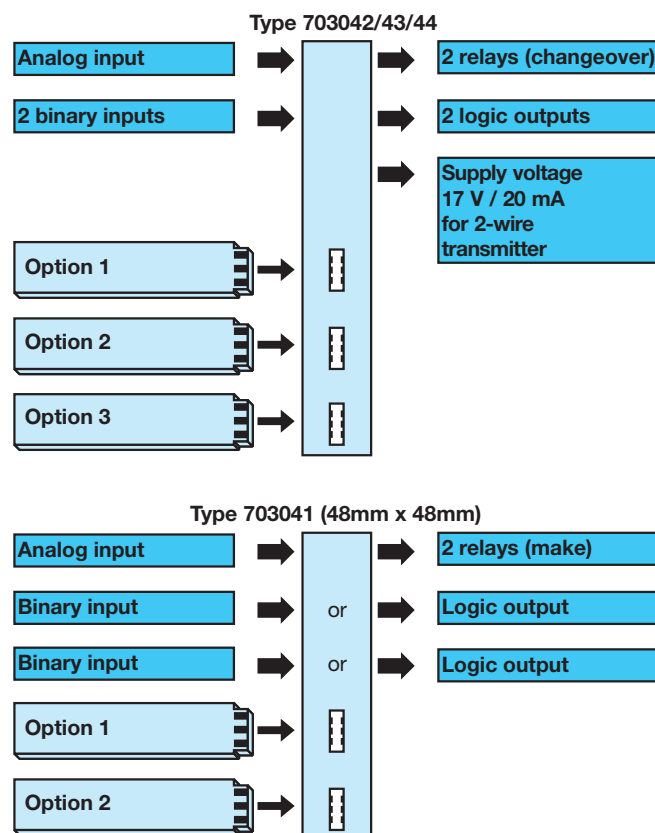 Type 703042/43/44
Analog input
2 relays (changeover)
2 binary inputs
2 logic outputs
Supply voltage
17 V / 20 mA
for 2-wire
transmitter
Option 1
Option 2
Option 3
Type 703041 (48mm x 48mm)
Analog input
2 relays (make)
Binary input
or
Logic output
Binary input
or
Logic output
Option 1
Option 2